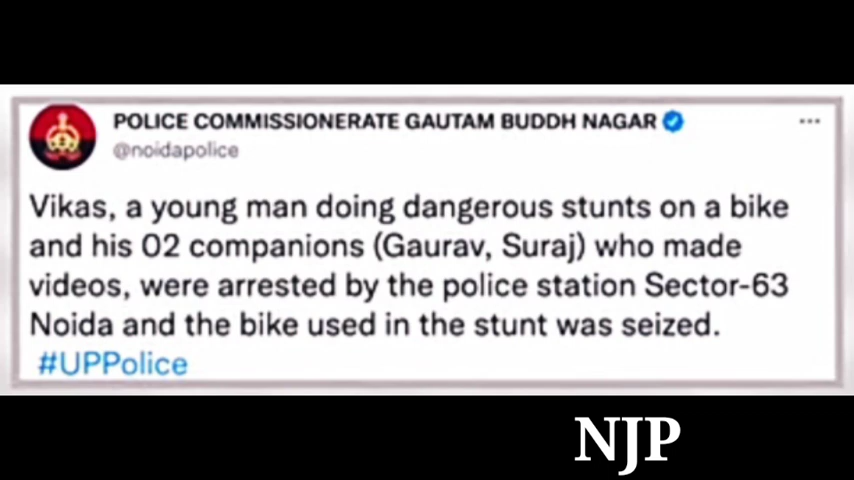 POLICE COMMISSIONERATE GAUTAM BUDDH NAGAR
@noidapolice
Vikas, a young man doing dangerous stunts on a bike
and his 02 companions (Gaurav, Suraj) who made
videos, were arrested by the police station Sector-63
Noida and the bike used in the stunt was seized.
#UPPolice
NJP